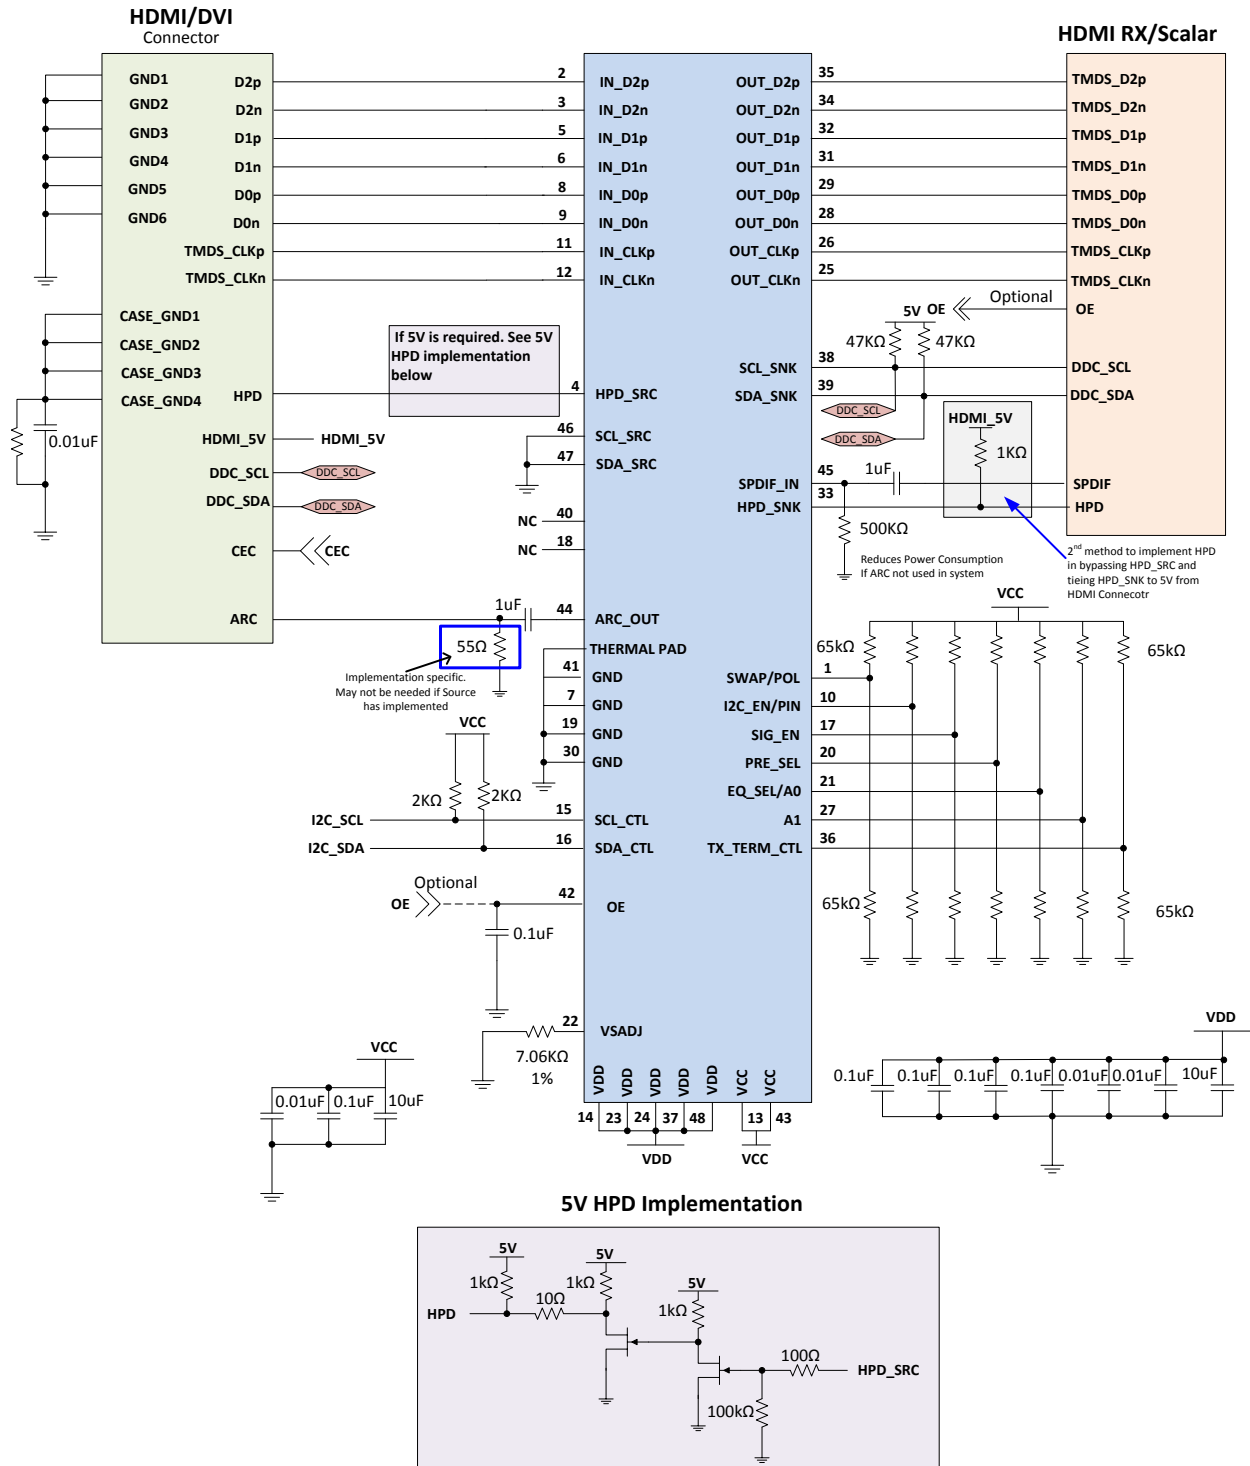 HDMI/DVI
Connector
HDMI RX/Scalar
GND1
GND2
GND3
GND4
GND5
GND6
CASE_GND1
CASE_GND2
CASE_GND3
CASE_GND4
0.01uF
D2p
D2n
D1p
D1n
D0p
D0n
TMDS_CLKp
TMDS_CLKn
HPD
HDMI_5V
HDMI_5V
DDC_SCL
DDC_SCL
DDC_SDA
DDC_SDA
CEC
CEC
ARC
If 5V is required. See 5V
HPD implementation
below
1uF
55Ω
Implementation specific.
May not be needed if Source
has implemented
VCC
2KΩ
2KΩ
I2C_SCL
I2C_SDA
Optional
OE
0.1uF
7.06KΩ
1%
2
3
5
6
8
9
11
12
4
46
47
40
NC
18
NC
44
41
7
19
30
15
16
42
22
IN_D2p
IN_D2n
IN_D1p
IN_D1n
IN_D0p
IN_D0n
IN_CLKp
IN_CLKn
HPD_SRC
SCL_SRC
SDA_SRC
ARC_OUT
THERMAL PAD
GND
GND
GND
GND
SCL_CTL
SDA_CTL
OE
VSADJ
OUT_D2p
OUT_D2n
OUT_D1p
OUT_D1n
OUT_D0p
OUT_D0n
OUT_CLKp
OUT_CLKn
SCL_SNK
SDA_SNK
SPDIF_IN
HPD_SNK
SWAP/POL
I2C_EN/PIN
SIG_EN
PRE_SEL
EQ_SEL/A0
A1
TX_TERM_CTL
35
34
32
31
29
28
26
25
38
39
45
33
1
10
17
20
21
27
36
TMDS_D2p
TMDS_D2n
TMDS_D1p
TMDS_D1n
TMDS_D0p
TMDS_D0n
TMDS_CLKp
TMDS_CLKn
OE
DDC_SCL
DDC_SDA
SPDIF
HPD
Optional
5V
OE
47KΩ
47KΩ
DDC_SCL
DDC_SDA
HDMI_5V
1KΩ
1uF
500KΩ
Reduces Power Consumption
If ARC not used in system
2nd method to implement HPD
in bypassing HPD_SRC and
tieing HPD_SNK to 5V from
HDMI Connecotr
VCC
65kΩ
65kΩ
65kΩ
65kΩ
VDD
VDD
VDD
VDD
VDD
VCC
VCC
14
23
24
37
48
13
43
VDD
VCC
VCC
0.01uF
0.1uF
10uF
VDD
0.1uF
0.1uF
0.1uF
0.1uF
0.01uF
0.01uF
10uF
5V HPD Implementation
5V
5V
5V
1kΩ
1kΩ
1kΩ
10Ω
HPD
100Ω
HPD_SRC
100kΩ